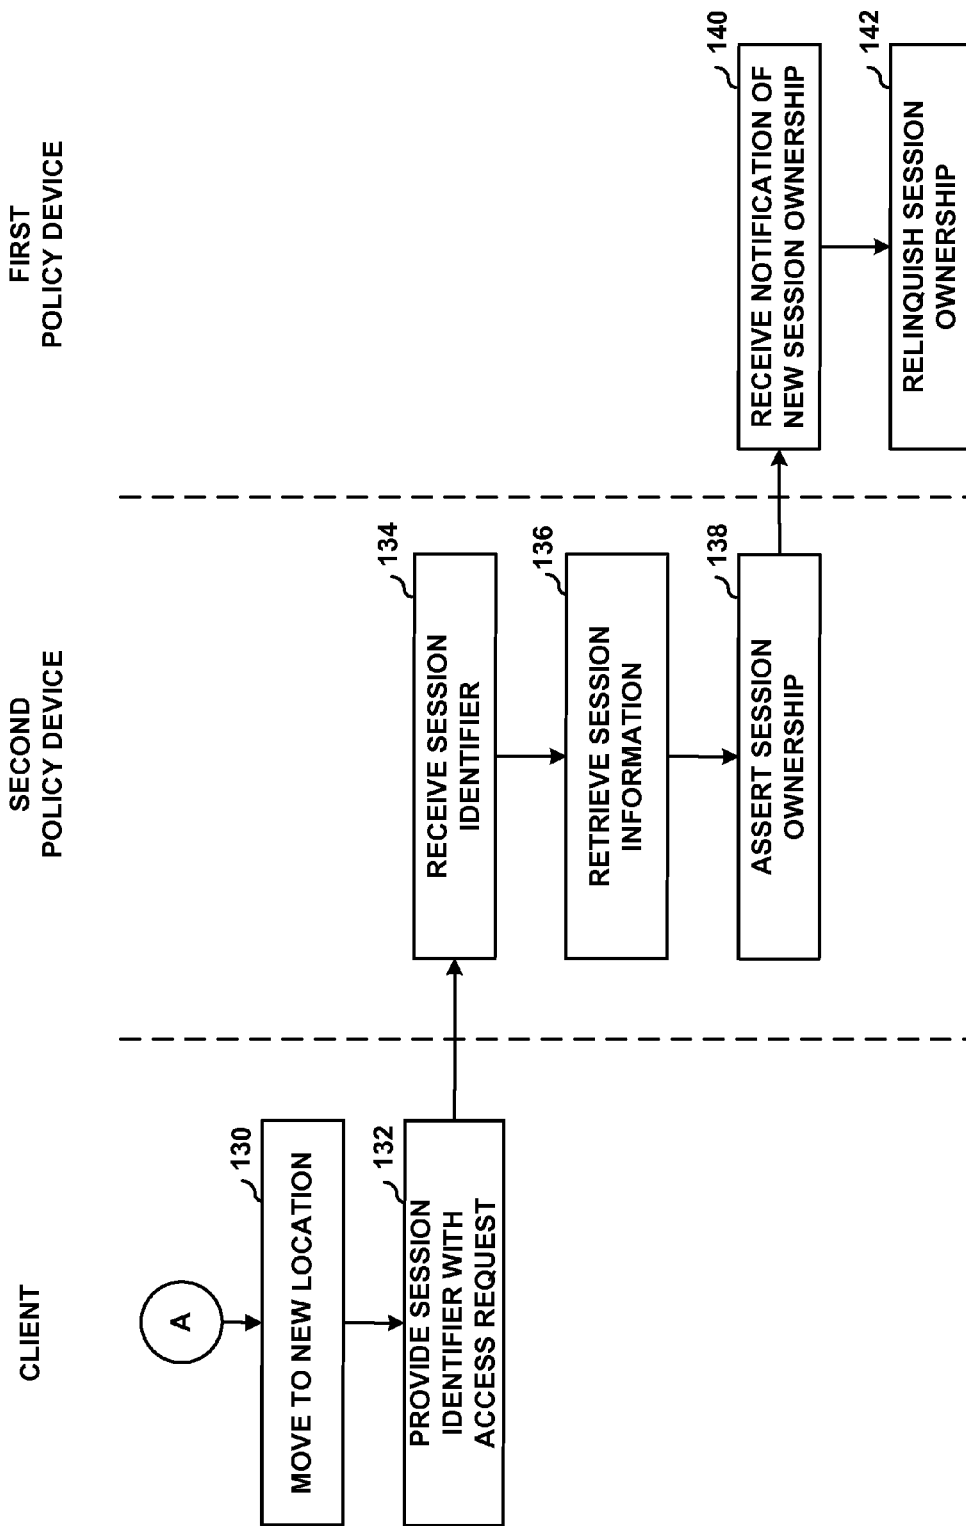 CLIENT
SECOND
POLICY DEVICE
FIRST
POLICY DEVICE
A
130
MOVE TO NEW LOCATION
132
PROVIDE SESSION
IDENTIFIER WITH
ACCESS REQUEST
134
RECEIVE SESSION
IDENTIFIER
136
RETRIEVE SESSION
INFORMATION
138
ASSERT SESSION
OWNERSHIP
140
RECEIVE NOTIFICATION OF
NEW SESSION OWNERSHIP
142
RELINQUISH SESSION
OWNERSHIP